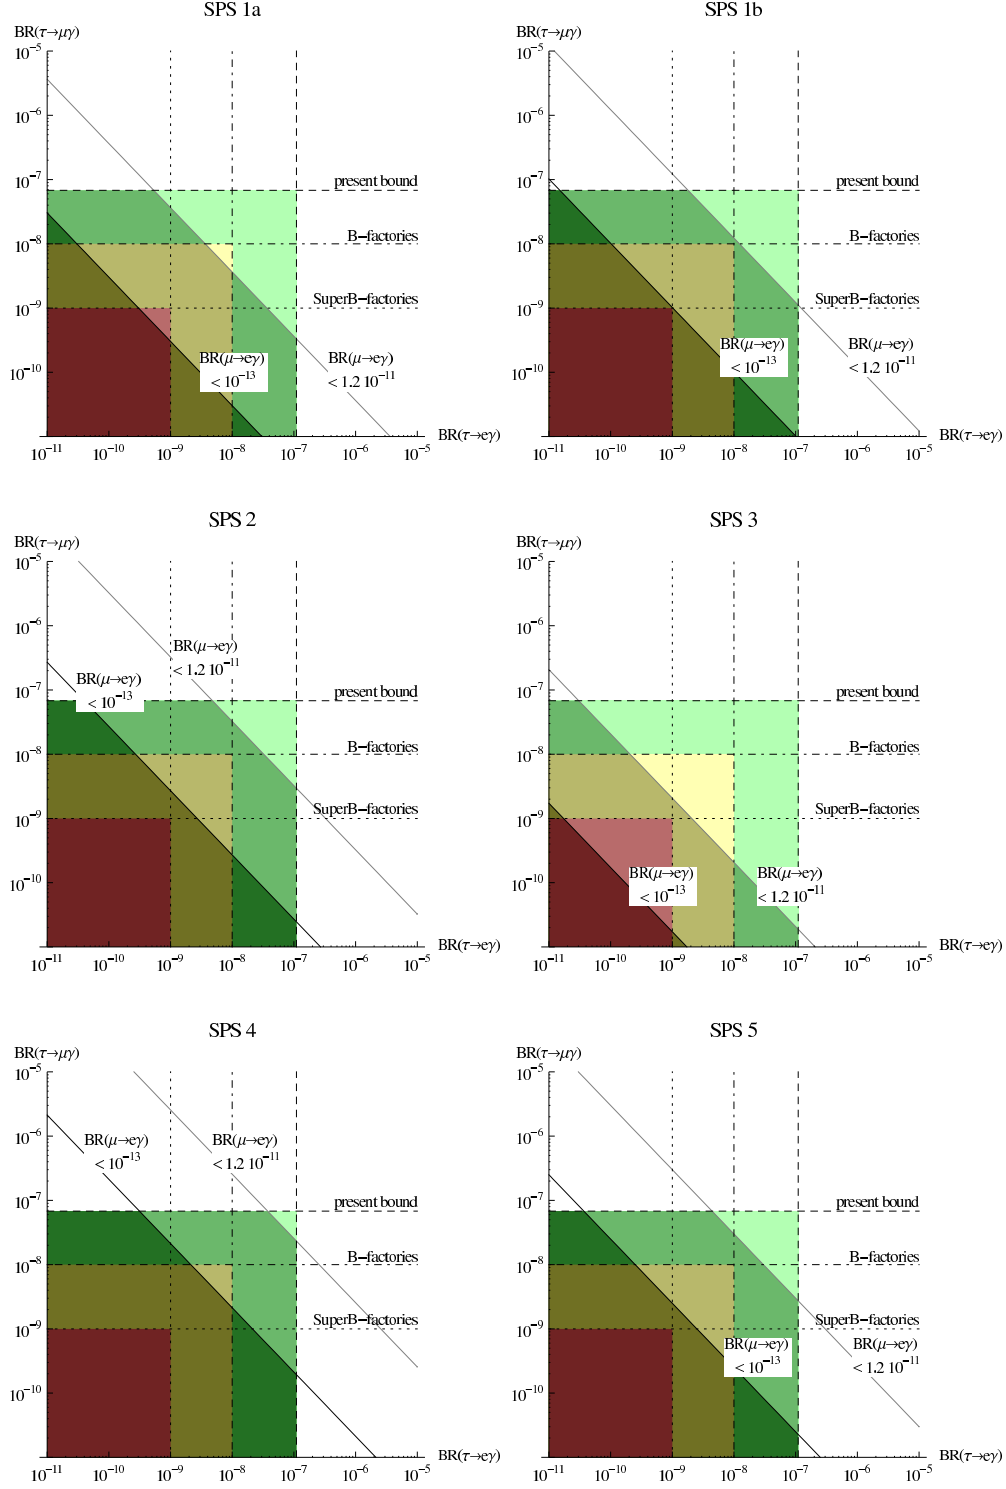 SPS 1a
BR(τ→μγ)
10⁻⁵
10⁻⁶
10⁻⁷
10⁻⁸
10⁻⁹
10⁻¹⁰
present bound
B−factories
SuperB−factories
BR(μ→eγ)
< 10⁻¹³
BR(μ→eγ)
< 1.2 10⁻¹¹
BR(τ→eγ)
10⁻¹¹ 10⁻¹⁰ 10⁻⁹ 10⁻⁸ 10⁻⁷ 10⁻⁶ 10⁻⁵
SPS 1b
BR(τ→μγ)
10⁻⁵
10⁻⁶
10⁻⁷
10⁻⁸
10⁻⁹
10⁻¹⁰
present bound
B−factories
SuperB−factories
BR(μ→eγ)
< 10⁻¹³
BR(μ→eγ)
< 1.2 10⁻¹¹
BR(τ→eγ)
10⁻¹¹ 10⁻¹⁰ 10⁻⁹ 10⁻⁸ 10⁻⁷ 10⁻⁶ 10⁻⁵
SPS 2
BR(τ→μγ)
10⁻⁵
10⁻⁶
10⁻⁷
10⁻⁸
10⁻⁹
10⁻¹⁰
BR(μ→eγ)
< 1.2 10⁻¹¹
BR(μ→eγ)
< 10⁻¹³
present bound
B−factories
SuperB−factories
BR(τ→eγ)
10⁻¹¹ 10⁻¹⁰ 10⁻⁹ 10⁻⁸ 10⁻⁷ 10⁻⁶ 10⁻⁵
SPS 3
BR(τ→μγ)
10⁻⁵
10⁻⁶
10⁻⁷
10⁻⁸
10⁻⁹
10⁻¹⁰
present bound
B−factories
SuperB−factories
BR(μ→eγ)
< 10⁻¹³
BR(μ→eγ)
< 1.2 10⁻¹¹
BR(τ→eγ)
10⁻¹¹ 10⁻¹⁰ 10⁻⁹ 10⁻⁸ 10⁻⁷ 10⁻⁶ 10⁻⁵
SPS 4
BR(τ→μγ)
10⁻⁵
10⁻⁶
10⁻⁷
10⁻⁸
10⁻⁹
10⁻¹⁰
BR(μ→eγ)
< 10⁻¹³
BR(μ→eγ)
< 1.2 10⁻¹¹
present bound
B−factories
SuperB−factories
BR(τ→eγ)
10⁻¹¹ 10⁻¹⁰ 10⁻⁹ 10⁻⁸ 10⁻⁷ 10⁻⁶ 10⁻⁵
SPS 5
BR(τ→μγ)
10⁻⁵
10⁻⁶
10⁻⁷
10⁻⁸
10⁻⁹
10⁻¹⁰
present bound
B−factories
SuperB−factories
BR(μ→eγ)
< 10⁻¹³
BR(μ→eγ)
< 1.2 10⁻¹¹
BR(τ→eγ)
10⁻¹¹ 10⁻¹⁰ 10⁻⁹ 10⁻⁸ 10⁻⁷ 10⁻⁶ 10⁻⁵